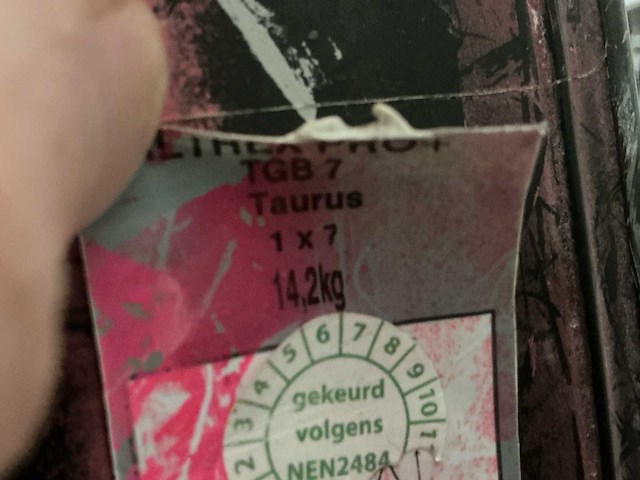 TGB 7
Taurus
1 x 7
14,2kg
2 3 4 5 6 7 8 9 10
gekeurd
volgens
NEN2484